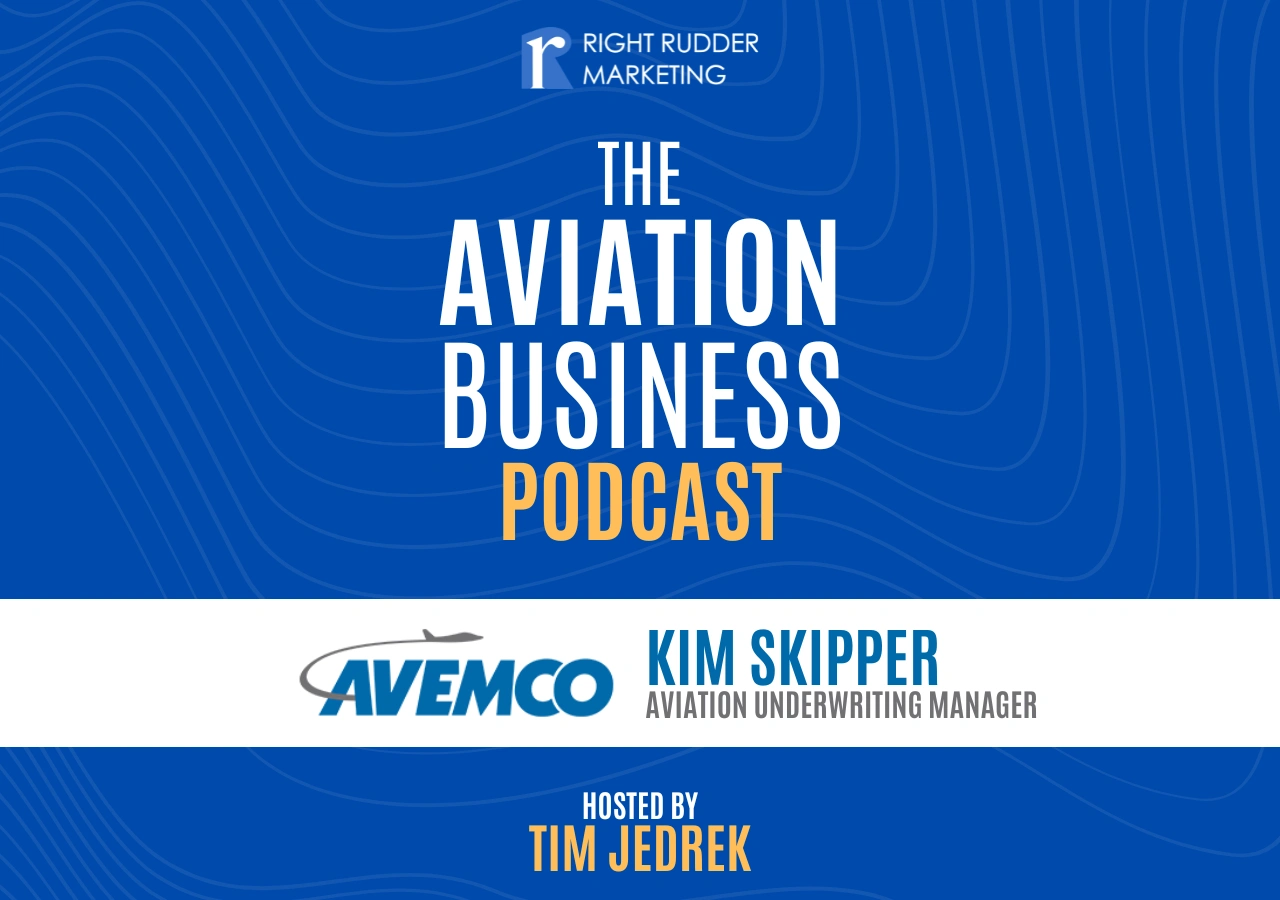 RIGHT RUDDER
MARKETING
THE
AVIATION
BUSINESS
PODCAST
AVEMCO
KIM SKIPPER
AVIATION UNDERWRITING MANAGER
HOSTED BY
TIM JEDREK